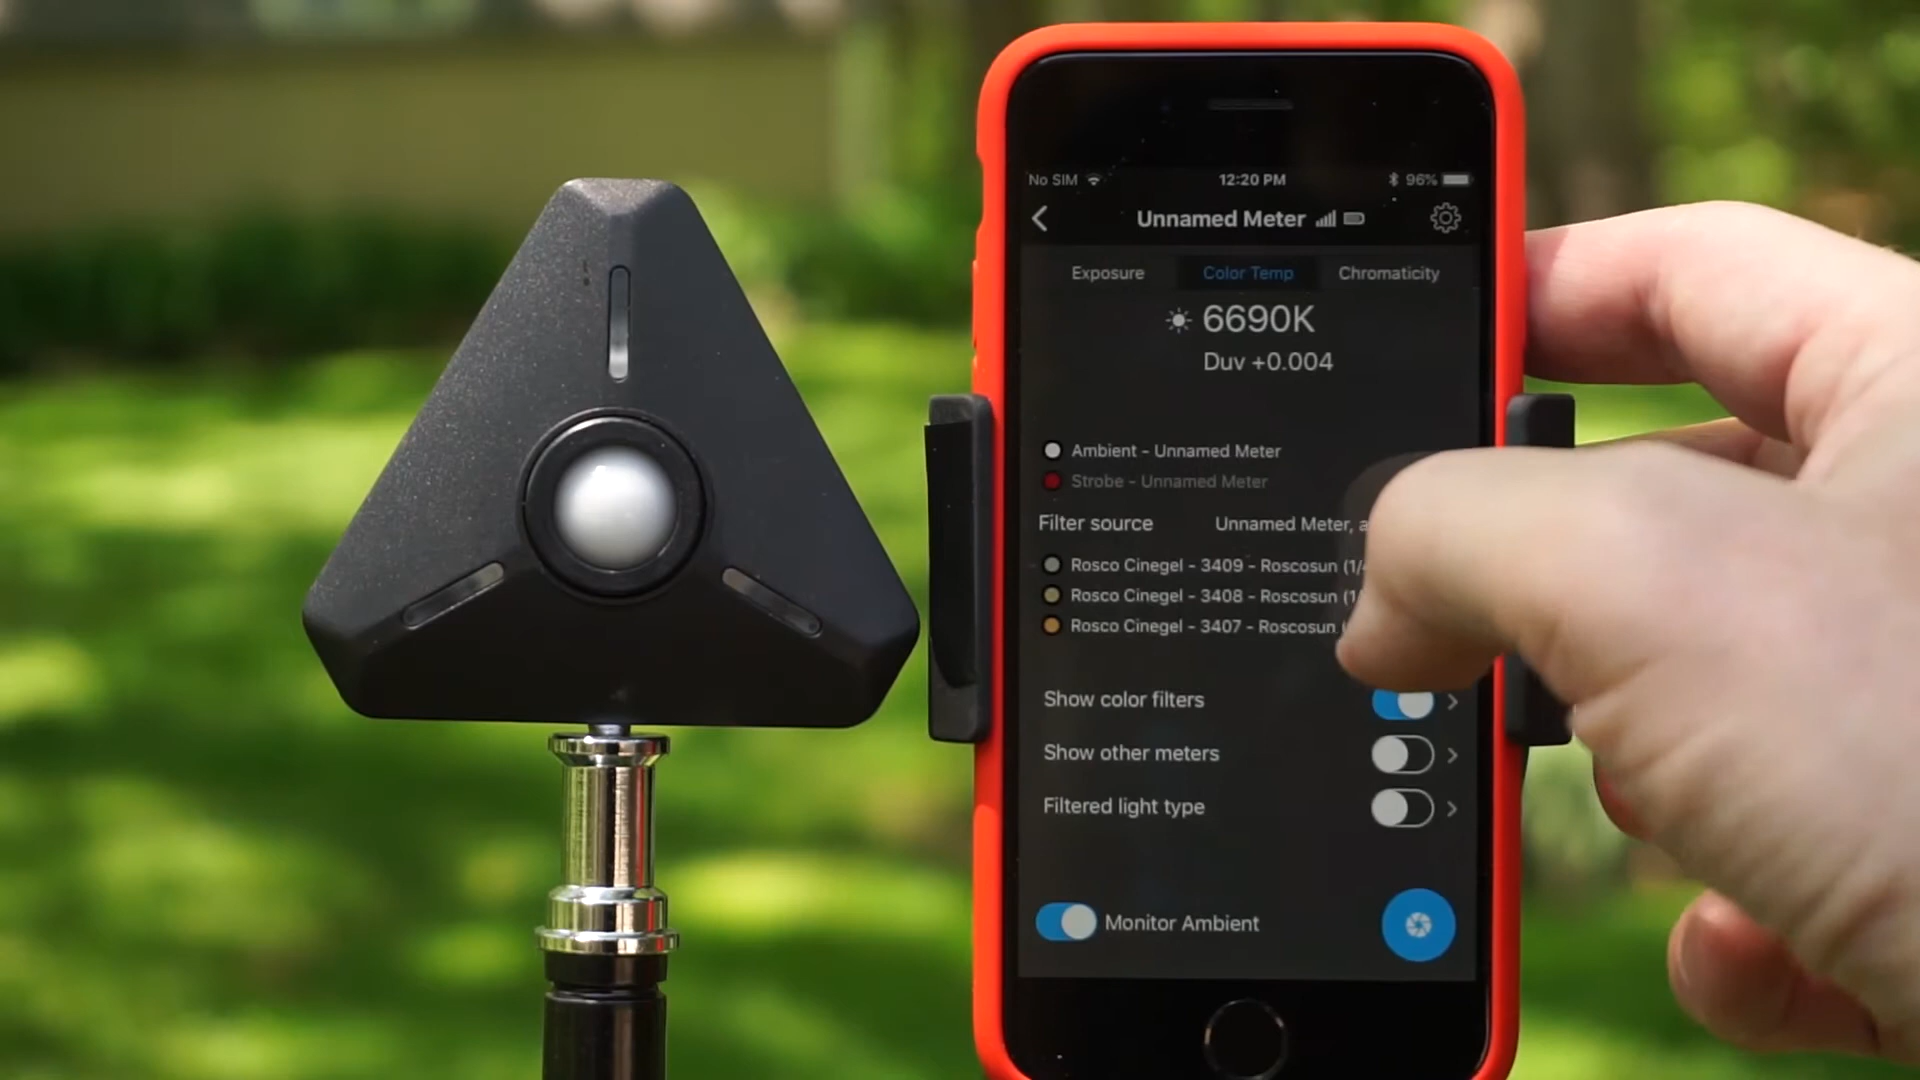 No SIM 12:20 PM 96%
Unnamed Meter
Exposure Color Temp Chromaticity
6690K
Duv +0.004
Ambient - Unnamed Meter
Strobe - Unnamed Meter
Filter source Unnamed Meter,
Rosco Cinegel - 3409 - Roscosun
Rosco Cinegel - 3408 - Roscosun
Rosco Cinegel - 3407 - Roscosun
Show color filters
Show other meters
Filtered light type
Monitor Ambient